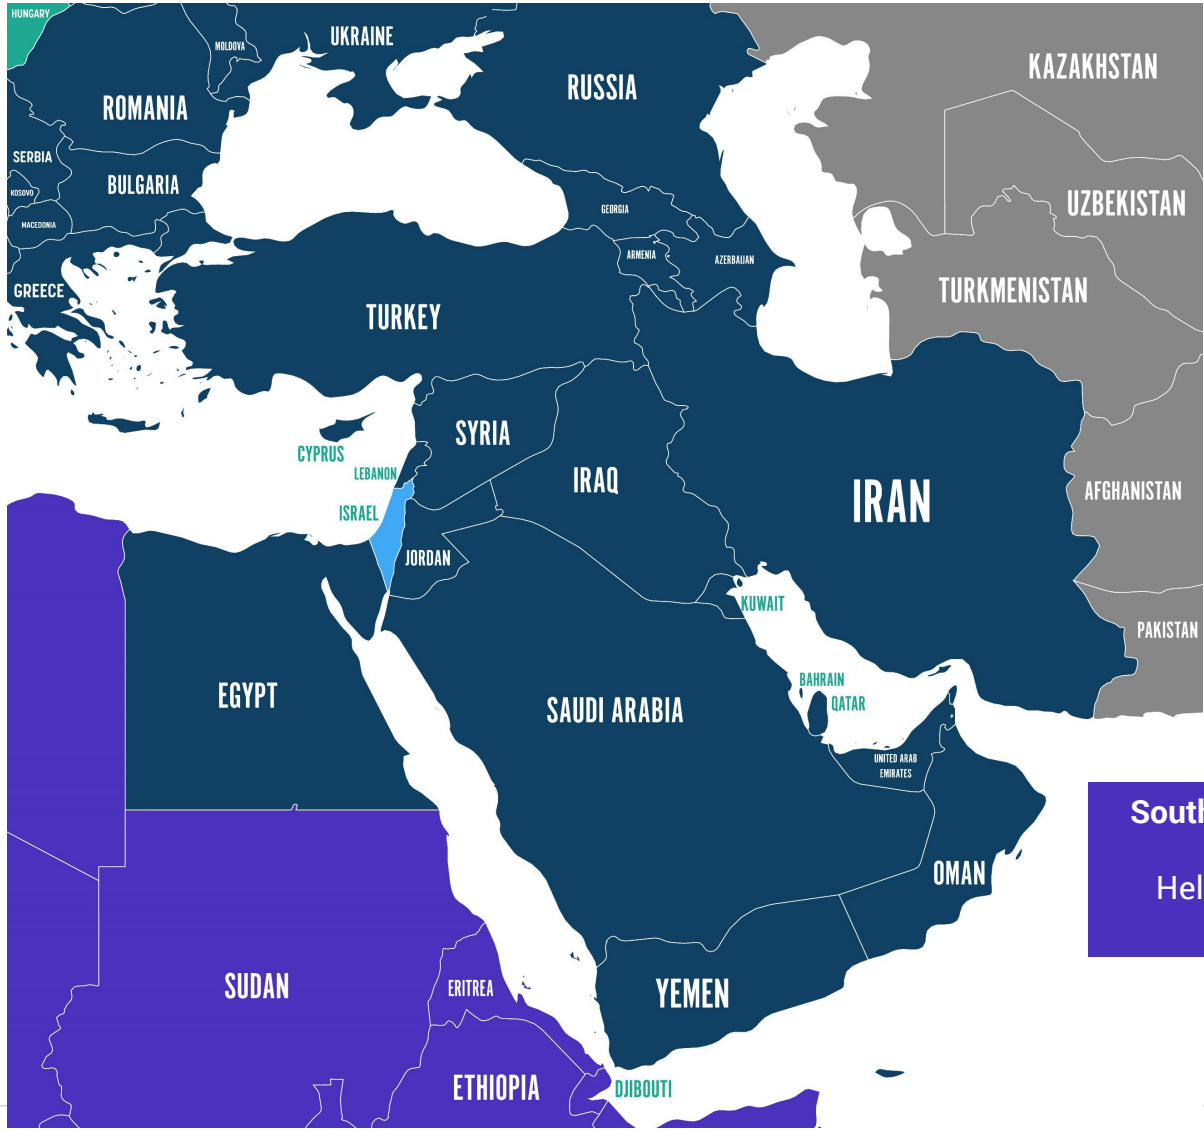 HUNGARY
MOLDOVA
UKRAINE
KAZAKHSTAN
RUSSIA
ROMANIA
SERBIA
BULGARIA
KOSOVO
UZBEKISTAN
MACEDONIA
GEORGIA
ARMENIA
AZERBAIJAN
GREECE
TURKMENISTAN
TURKEY
SYRIA
CYPRUS
LEBANON
IRAQ
IRAN
AFGHANISTAN
ISRAEL
JORDAN
KUWAIT
PAKISTAN
BAHRAIN
EGYPT
QATAR
SAUDI ARABIA
UNITED ARAB
EMIRATES
South
OMAN
Hel
SUDAN
ERITREA
YEMEN
ETHIOPIA
DJIBOUTI